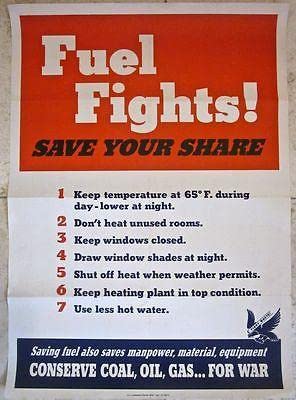 Fuel
Fights!
SAVE YOUR SHARE
1 Keep temperature at 65° F. during
day - lower at night.
2 Don't heat unused rooms.
3 Keep windows closed.
4 Draw window shades at night.
5 Shut off heat when weather permits.
6 Keep heating plant in top condition.
7 Use less hot water.
Saving fuel also saves manpower, material, equipment
CONSERVE COAL, OIL, GAS... FOR WAR